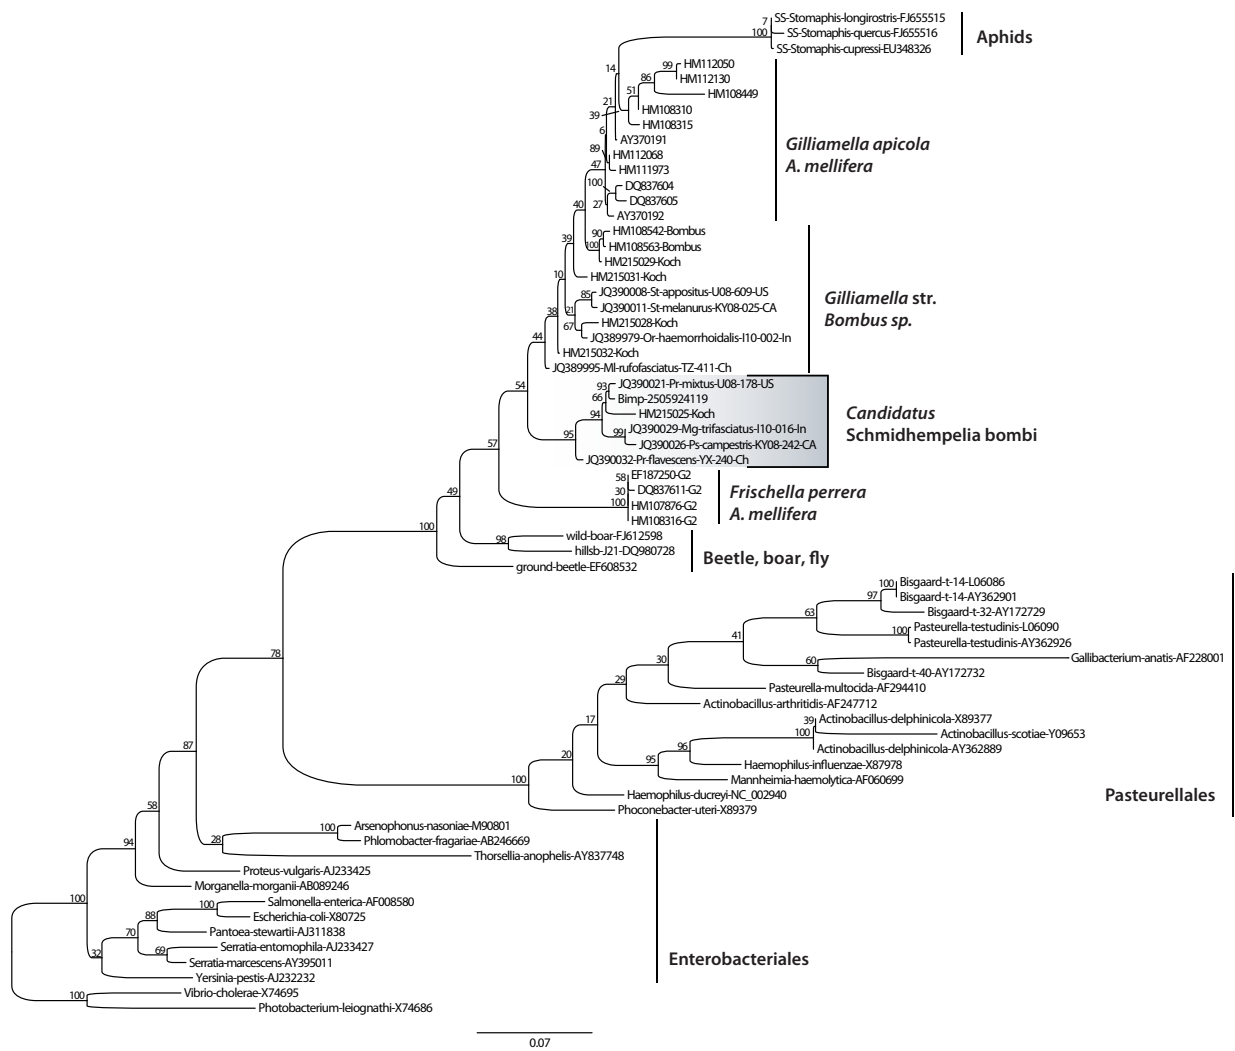 7
SS-Stomaphis-longirostris-FJ655515
SS-Stomaphis-quercus-FJ655516
100
Aphids
SS-Stomaphis-cupressi-EU348326
14
99
HM112050
86
HM112130
51
HM108449
21
HM108310
39
HM108315
6
AY370191
Gilliamella apicola
89
HM112068
A. mellifera
47
HM111973
100
DQ837604
DQ837605
40
27
AY370192
90
HM108542-Bombus
39
100
HM108563-Bombus
HM215029-Koch
10
HM215031-Koch
85
JQ390008-St-appositus-U08-609-US
Gilliamella str.
38
21
JQ390011-St-melanurus-KY08-025-CA
Bombus sp.
67
HM215028-Koch
44
JQ389979-Or-haemorrhoidalis-I10-002-In
HM215032-Koch
JQ389995-Ml-rufofasciatus-TZ-411-Ch
54
93
JQ390021-Pr-mixtus-U08-178-US
66
Bimp-2505924119
94
HM215025-Koch
Candidatus
99
JQ390029-Mg-trifasciatus-I10-016-In
Schmidhempelia bombi
95
57
JQ390026-Ps-campestris-KY08-242-CA
JQ390032-Pr-flavescens-YX-240-Ch
58
EF187250-G2
49
30
DQ837611-G2
Frischella perrera
100
HM107876-G2
A. mellifera
HM108316-G2
100
98
wild-boar-FJ612598
hillsb-J21-DQ980728
Beetle, boar, fly
ground-beetle-EF608532
100
Bisgaard-t-14-L06086
97
Bisgaard-t-14-AY362901
63
Bisgaard-t-32-AY172729
41
100
Pasteurella-testudinis-L06090
Pasteurella-testudinis-AY362926
78
30
60
Gallibacterium-anatis-AF228001
Bisgaard-t-40-AY172732
29
Pasteurella-multocida-AF294410
Actinobacillus-arthritidis-AF247712
17
39
Actinobacillus-delphinicola-X89377
100
Actinobacillus-scotiae-Y09653
87
96
Actinobacillus-delphinicola-AY362889
20
95
Haemophilus-influenzae-X87978
100
Mannheimia-haemolytica-AF060699
Haemophilus-ducreyi-NC_002940
Pasteurellales
58
Phoconebacter-uteri-X89379
100
Arsenophonus-nasoniae-M90801
94
28
Phlomobacter-fragariae-AB246669
Thorsellia-anophelis-AY837748
Proteus-vulgaris-AJ233425
100
Morganella-morganii-AB089246
100
Salmonella-enterica-AF008580
88
Escherichia-coli-X80725
70
Pantoea-stewartii-AJ311838
32
69
Serratia-entomophila-AJ233427
Serratia-marcescens-AY395011
Enterobacteriales
Yersinia-pestis-AJ232232
100
Vibrio-cholerae-X74695
Photobacterium-leiognathi-X74686
0.07